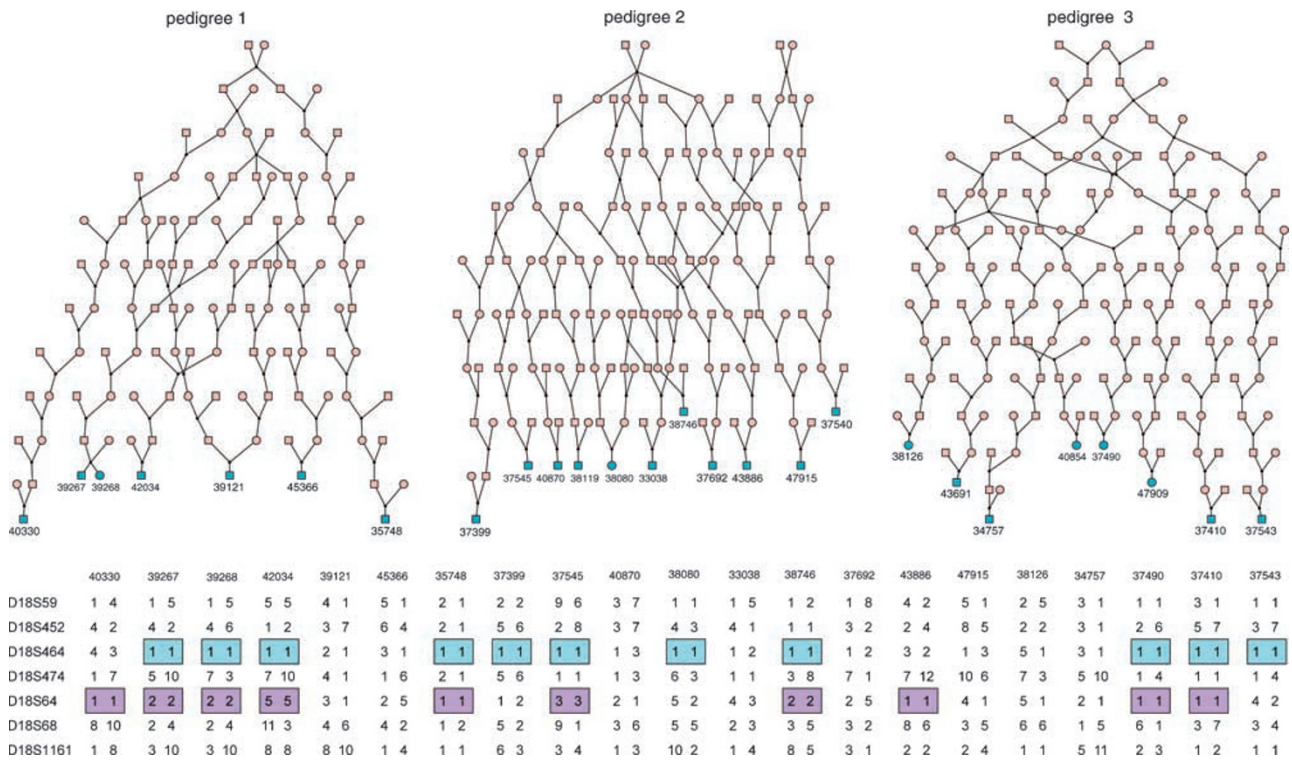 pedigree 1 pedigree 2 pedigree 3
38746 37540
38126 40854 37490
39267 39268 42034 39121 45366 37545 40870 38119 38080 33038 37692 43886 47915 43691 47909
40330 35748 37399 34757 37410 37543
40330 39267 39268 42034 39121 45366 35748 37399 37545 40870 38080 33038 38746 37692 43886 47915 38126 34757 37490 37410 37543
D18S59 1 4 1 5 1 5 5 5 4 1 5 1 2 1 2 2 9 6 3 7 1 1 1 5 1 2 1 8 4 2 5 1 2 5 3 1 1 1 3 1 1 1
D18S452 4 2 4 2 4 6 1 2 3 7 6 4 2 1 5 6 2 8 3 7 4 3 4 1 1 1 3 2 2 4 8 5 2 2 3 1 2 6 5 7 3 7
D18S464 4 3 1 1 1 1 1 1 2 1 3 1 1 1 1 1 1 1 1 3 1 1 1 2 1 1 1 2 3 2 1 2 1 3 3 1 1 1 1 1 1 1
D18S474 1 7 5 10 7 3 7 10 4 1 1 6 2 1 5 6 1 1 1 3 6 3 1 1 3 8 7 1 7 12 10 6 7 3 5 10 1 4 1 1 1 4
D18S64 1 1 2 2 2 2 5 5 3 1 2 5 1 1 1 2 3 3 2 1 5 2 4 3 2 2 2 5 1 1 4 1 5 1 2 1 1 1 1 1 4 2
D18S68 8 10 2 4 2 4 11 3 4 6 4 2 1 2 5 2 9 1 3 6 5 5 2 5 3 5 3 2 8 6 3 5 6 6 1 5 6 1 3 7 3 4
D18S1161 1 8 3 10 3 10 8 8 8 10 1 4 1 1 6 3 3 4 1 3 10 2 1 4 8 5 3 1 2 2 2 4 1 1 5 11 2 3 1 2 1 1